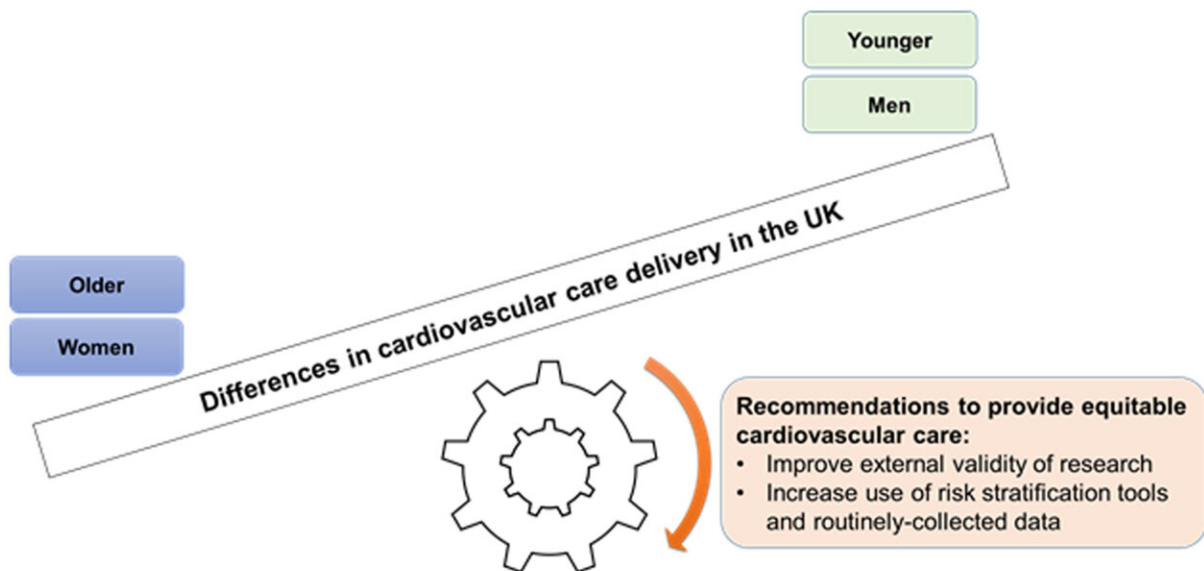 Younger
Men
Older
Women
Differences in cardiovascular care delivery in the UK
Recommendations to provide equitable
cardiovascular care:
• Improve external validity of research
• Increase use of risk stratification tools
and routinely-collected data